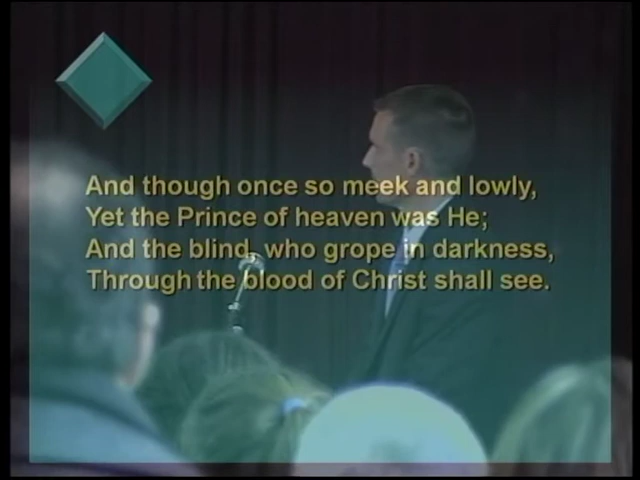 And though once so meek and lowly,
Yet the Prince of heaven was He;
And the blind, who grope in darkness,
Through the blood of Christ shall see.